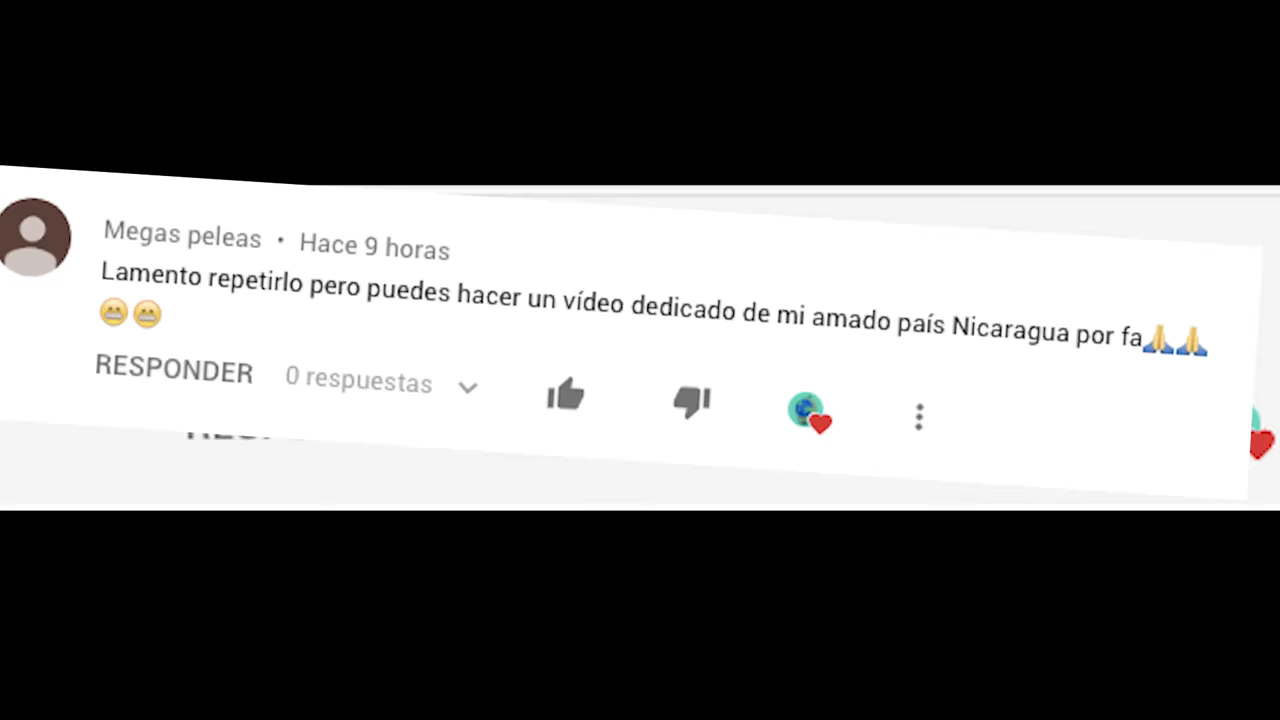 Megas peleas • Hace 9 horas
Lamento repetirlo pero puedes hacer un vídeo dedicado de mi amado país Nicaragua por fa🙏🙏
😬😬
RESPONDER 0 respuestas